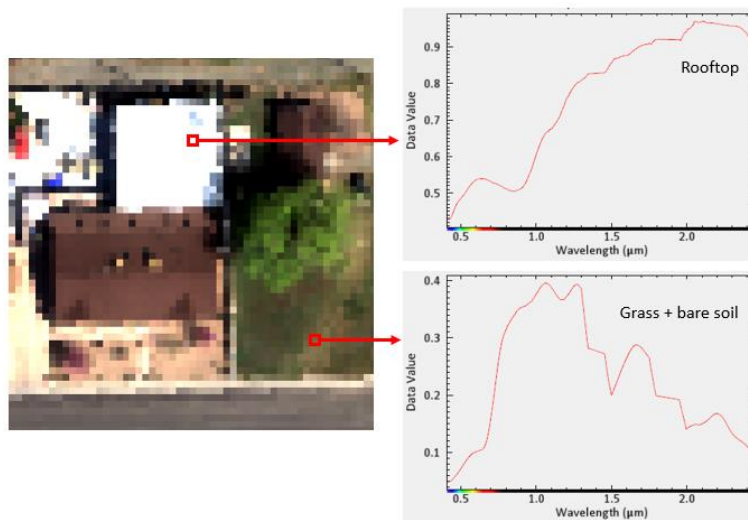 0.9
0.8
0.7
0.6
0.5
Data Value
Rooftop
0.5 1.0 1.5 2.0
Wavelength (µm)
0.4
0.3
0.2
0.1
Data Value
Grass + bare soil
0.5 1.0 1.5 2.0
Wavelength (µm)